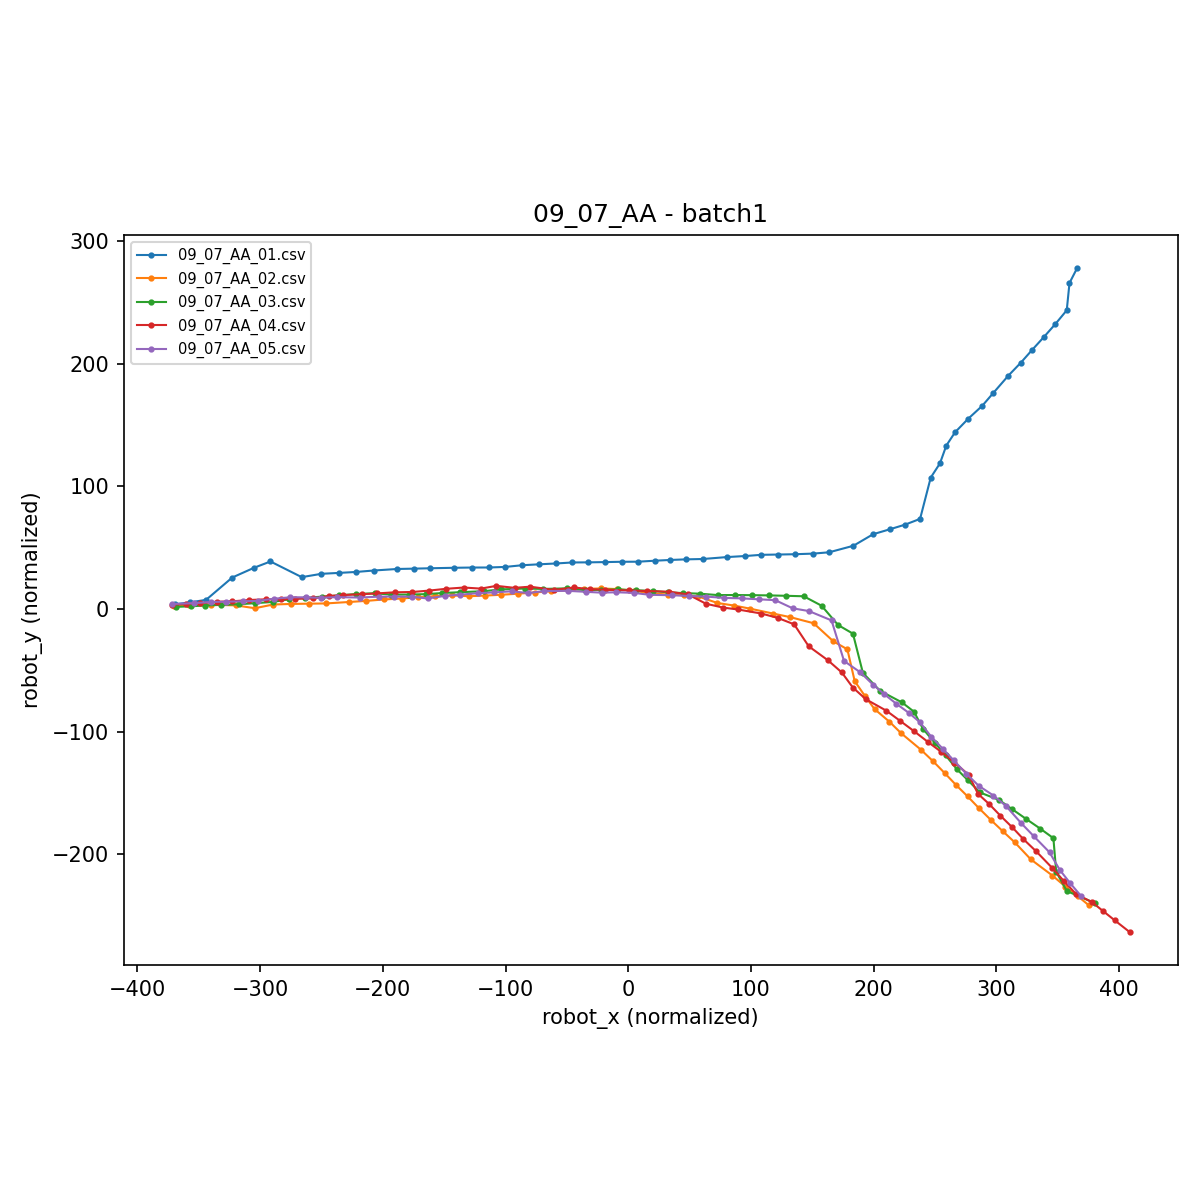 09_07_AA - batch1
300
200
100
0
−100
−200
robot_y (normalized)
09_07_AA_01.csv
09_07_AA_02.csv
09_07_AA_03.csv
09_07_AA_04.csv
09_07_AA_05.csv
−400 −300 −200 −100 0 100 200 300 400
robot_x (normalized)